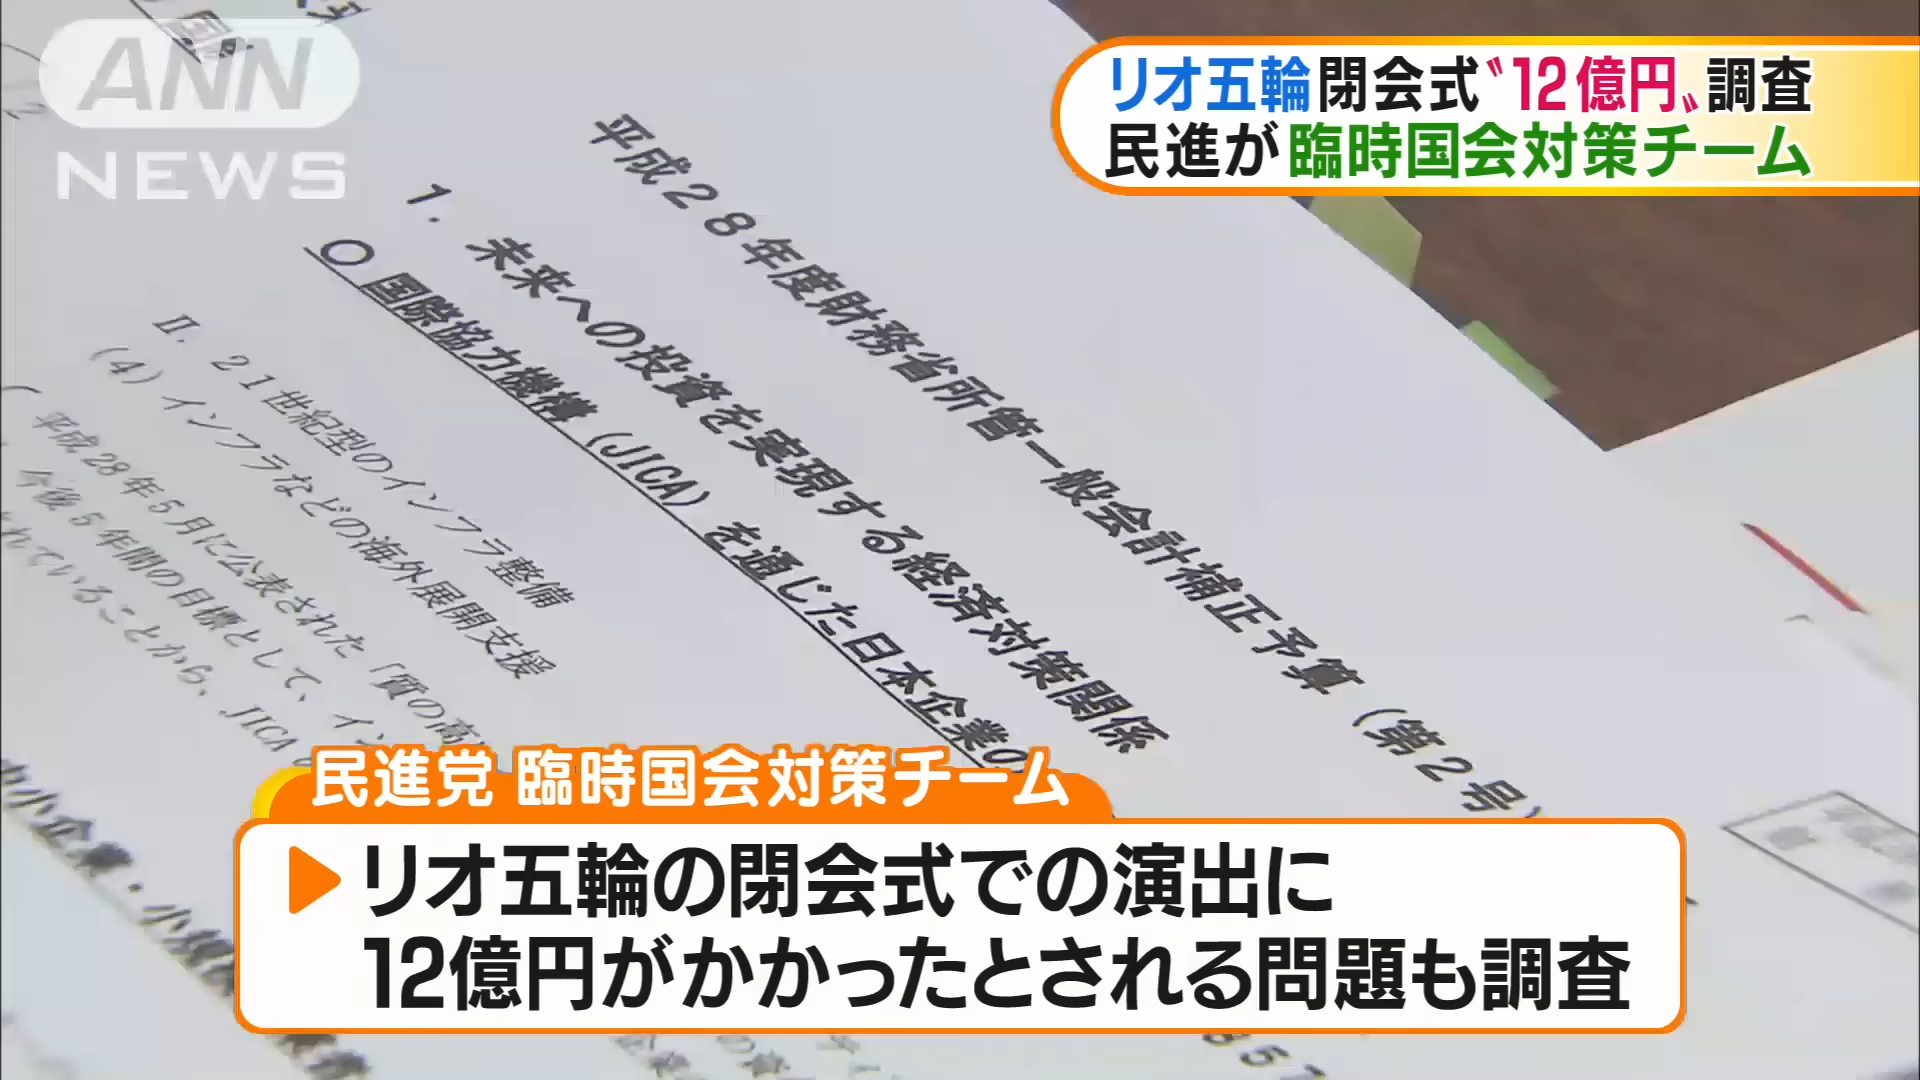 ANN
NEWS
リオ五輪閉会式〝12億円〟調査
民進が臨時国会対策チーム
平成28年度財務省所管一般会計補正予算（第2号）
1．未来への投資を実現する経済対策関係
○国際協力機構（JICA）を通じた日本企業の
Ⅱ．21世紀型のインフラ整備
（4）インフラなどの海外展開支援
平成28年5月に公表された「質の高
今後5年間の目標として、イン
れていることから、JICA
中小企業・小規模
民進党 臨時国会対策チーム
リオ五輪の閉会式での演出に
12億円がかかったとされる問題も調査